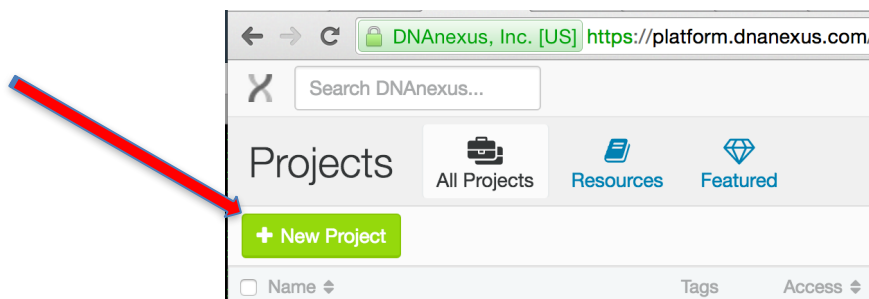 DNAnexus, Inc. [US] https://platform.dnanexus.com/
Search DNAnexus...
Projects
All Projects Resources Featured
+ New Project
Name Tags Access